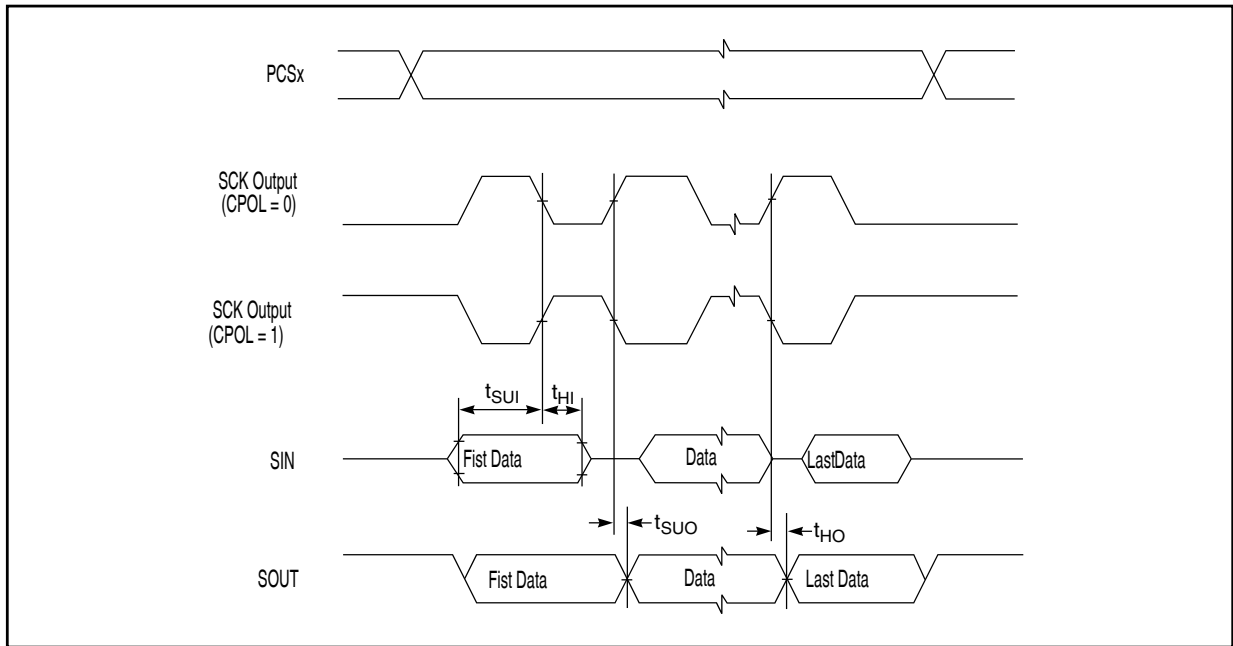 PCSx
SCK Output
(CPOL = 0)
SCK Output
(CPOL = 1)
tSUI
tHI
SIN
Fist Data
Data
LastData
tSUO
tHO
SOUT
Fist Data
Data
Last Data